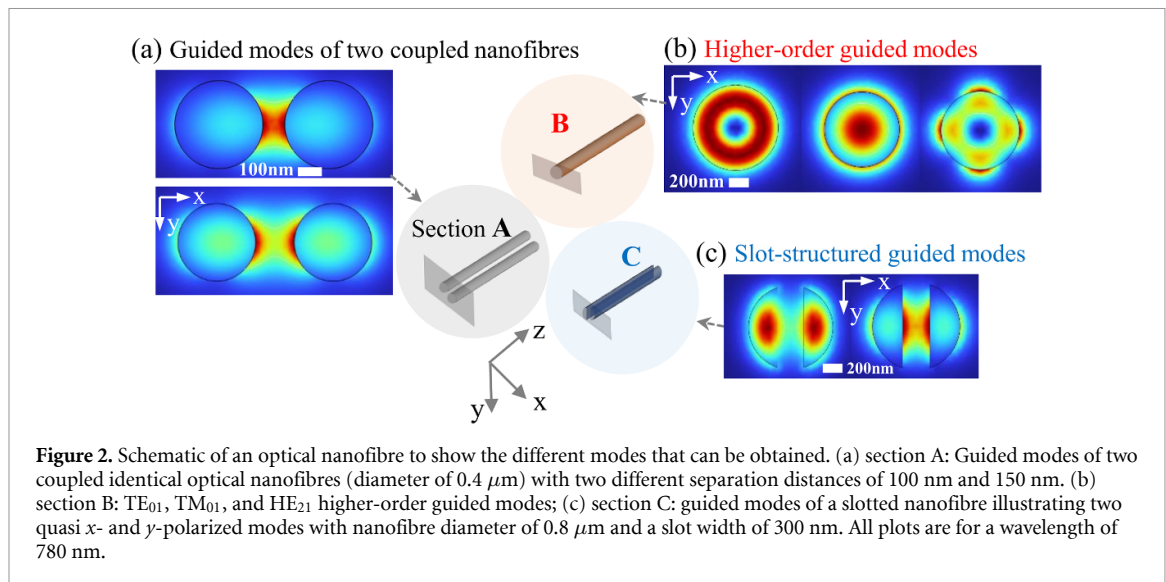 (a) Guided modes of two coupled nanofibres
100nm
x
y
Section A
B
C
z
x
y
(b) Higher-order guided modes
x
y
200nm
(c) Slot-structured guided modes
x
y
200nm
Figure 2. Schematic of an optical nanofibre to show the different modes that can be obtained. (a) section A: Guided modes of two
coupled identical optical nanofibres (diameter of 0.4 μm) with two different separation distances of 100 nm and 150 nm. (b)
section B: TE₀₁, TM₀₁, and HE₂₁ higher-order guided modes; (c) section C: guided modes of a slotted nanofibre illustrating two
quasi x- and y-polarized modes with nanofibre diameter of 0.8 μm and a slot width of 300 nm. All plots are for a wavelength of
780 nm.